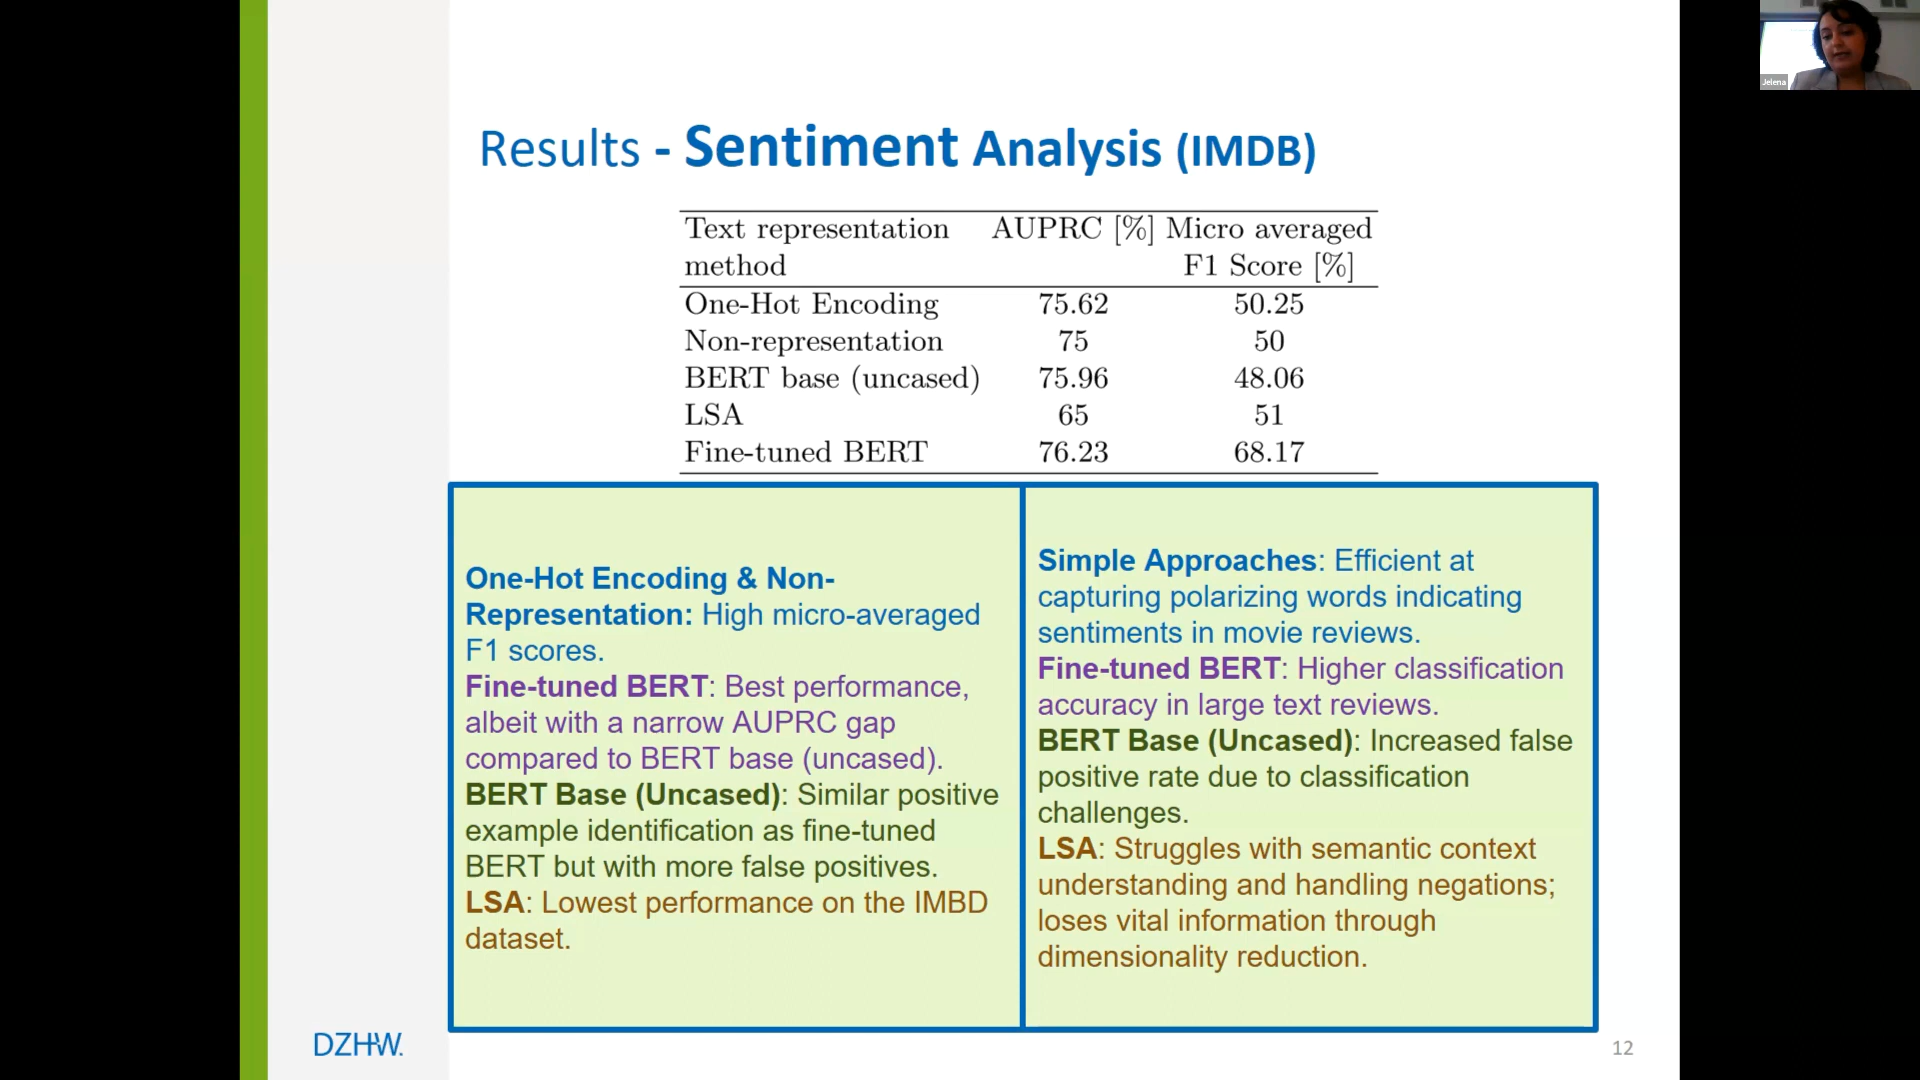 Jelena
Results - Sentiment Analysis (IMDB)
Text representation method AUPRC [%] Micro averaged F1 Score [%]
One-Hot Encoding 75.62 50.25
Non-representation 75 50
BERT base (uncased) 75.96 48.06
LSA 65 51
Fine-tuned BERT 76.23 68.17
One-Hot Encoding & Non-
Representation: High micro-averaged
F1 scores.
Fine-tuned BERT: Best performance,
albeit with a narrow AUPRC gap
compared to BERT base (uncased).
BERT Base (Uncased): Similar positive
example identification as fine-tuned
BERT but with more false positives.
LSA: Lowest performance on the IMBD
dataset.
Simple Approaches: Efficient at
capturing polarizing words indicating
sentiments in movie reviews.
Fine-tuned BERT: Higher classification
accuracy in large text reviews.
BERT Base (Uncased): Increased false
positive rate due to classification
challenges.
LSA: Struggles with semantic context
understanding and handling negations;
loses vital information through
dimensionality reduction.
DZHW.
12